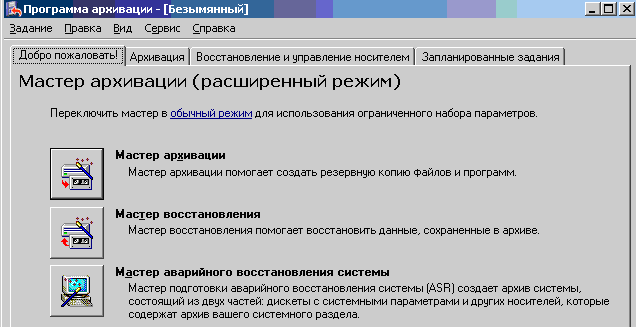 Программа архивации - [Безымянный]
Задание Правка Вид Сервис Справка
Добро пожаловать! Архивация Восстановление и управление носителем Запланированные задания
Мастер архивации (расширенный режим)
Переключить мастер в обычный режим для использования ограниченного набора параметров.
Мастер архивации
Мастер архивации помогает создать резервную копию файлов и программ.
Мастер восстановления
Мастер восстановления помогает восстановить данные, сохраненные в архиве.
Мастер аварийного восстановления системы
Мастер подготовки аварийного восстановления системы (ASR) создает архив системы,
состоящий из двух частей: дискеты с системными параметрами и других носителей, которые
содержат архив вашего системного раздела.